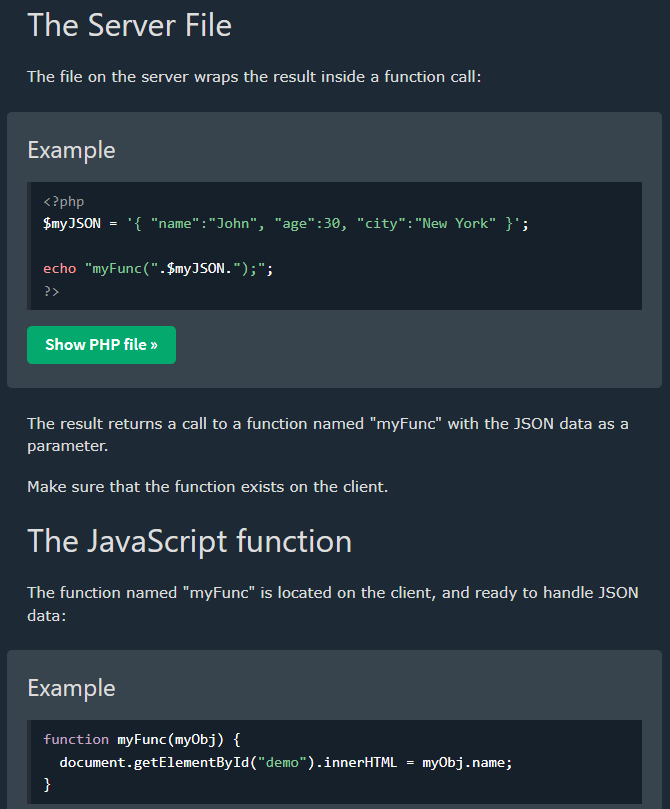 The Server File
The file on the server wraps the result inside a function call:
Example
<?php
$myJSON = '{ "name":"John", "age":30, "city":"New York" }';
echo "myFunc(".$myJSON.");";
?>
Show PHP file »
The result returns a call to a function named "myFunc" with the JSON data as a
parameter.
Make sure that the function exists on the client.
The JavaScript function
The function named "myFunc" is located on the client, and ready to handle JSON
data:
Example
function myFunc(myObj) {
  document.getElementById("demo").innerHTML = myObj.name;
}